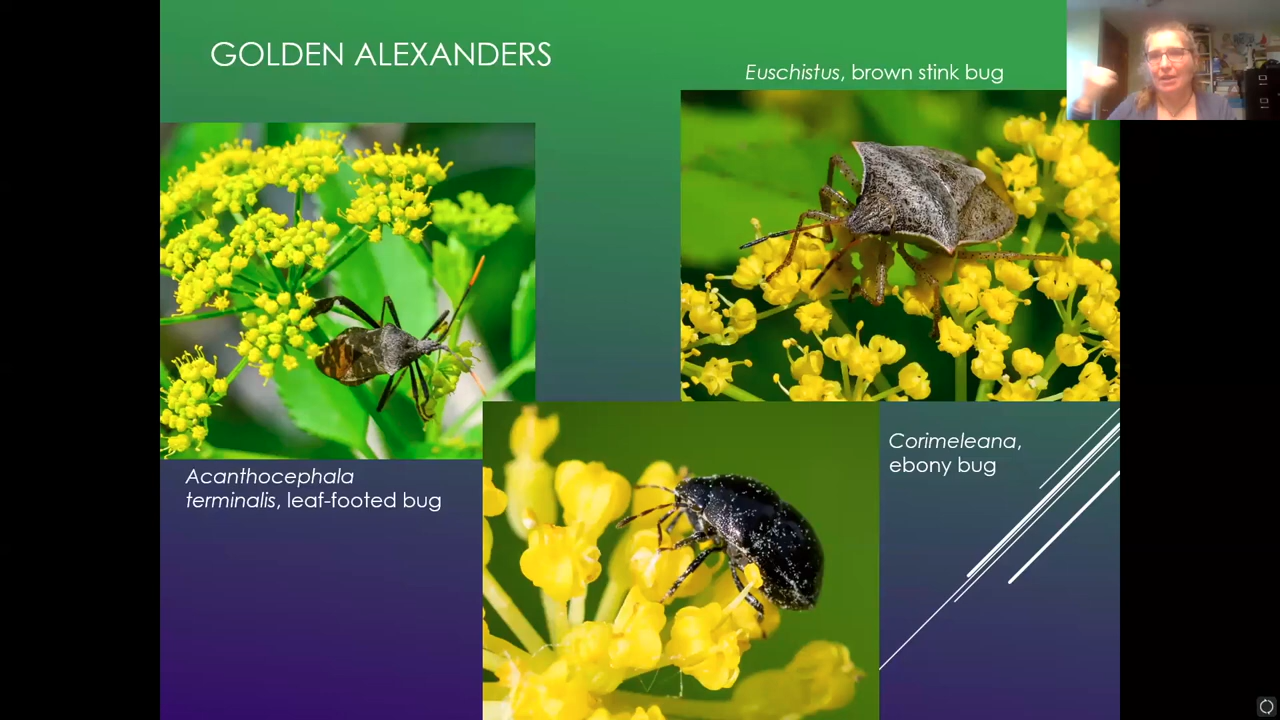 GOLDEN ALEXANDERS
Euschistus, brown stink bug
Acanthocephala
terminalis, leaf-footed bug
Corimeleana,
ebony bug